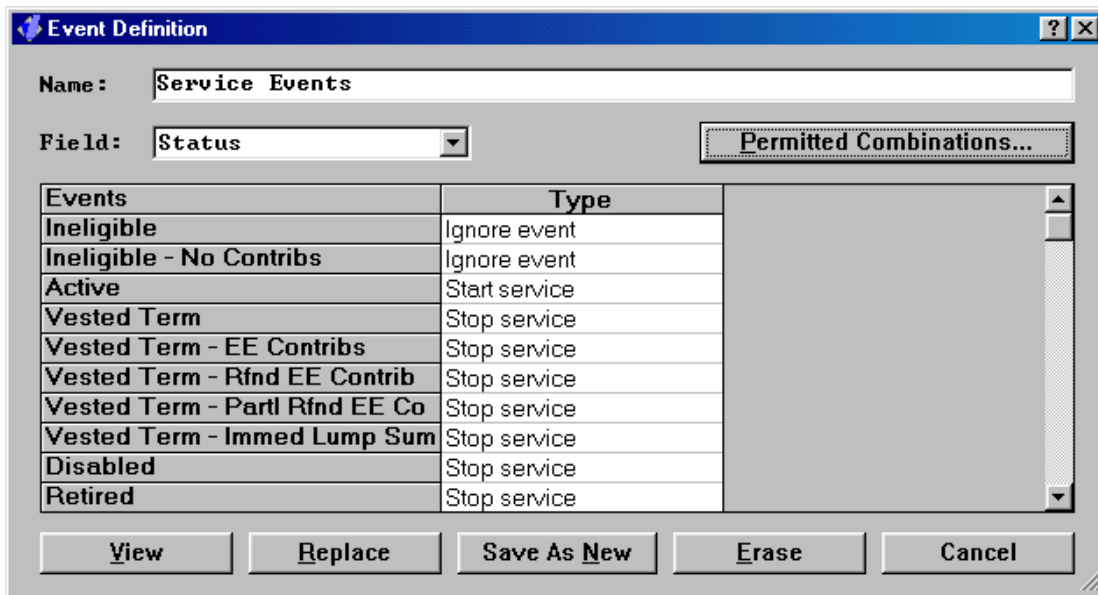 Event Definition
Name: Service Events
Field: Status Permitted Combinations...
Events Type
Ineligible Ignore event
Ineligible - No Contribs Ignore event
Active Start service
Vested Term Stop service
Vested Term - EE Contribs Stop service
Vested Term - Rfnd EE Contrib Stop service
Vested Term - Partl Rfnd EE Co Stop service
Vested Term - Immed Lump Sum Stop service
Disabled Stop service
Retired Stop service
View Replace Save As New Erase Cancel